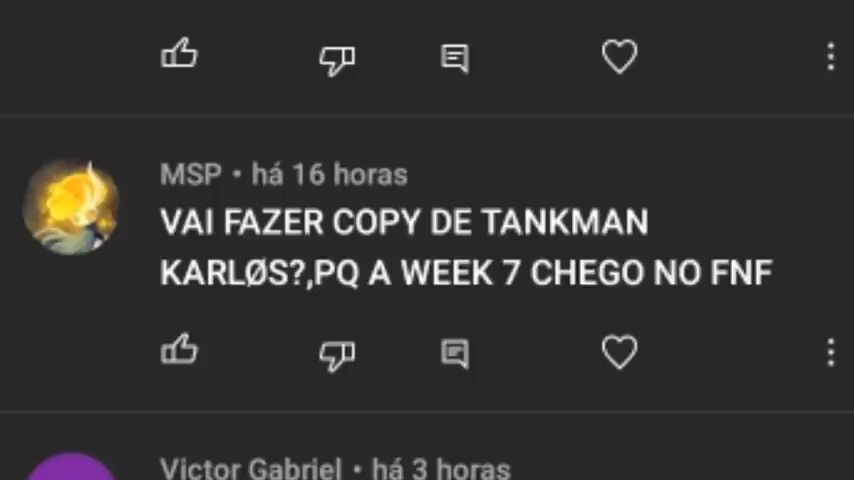 MSP • há 16 horas
VAI FAZER COPY DE TANKMAN
KARLØS?,PQ A WEEK 7 CHEGO NO FNF
Victor Gabriel • há 3 horas